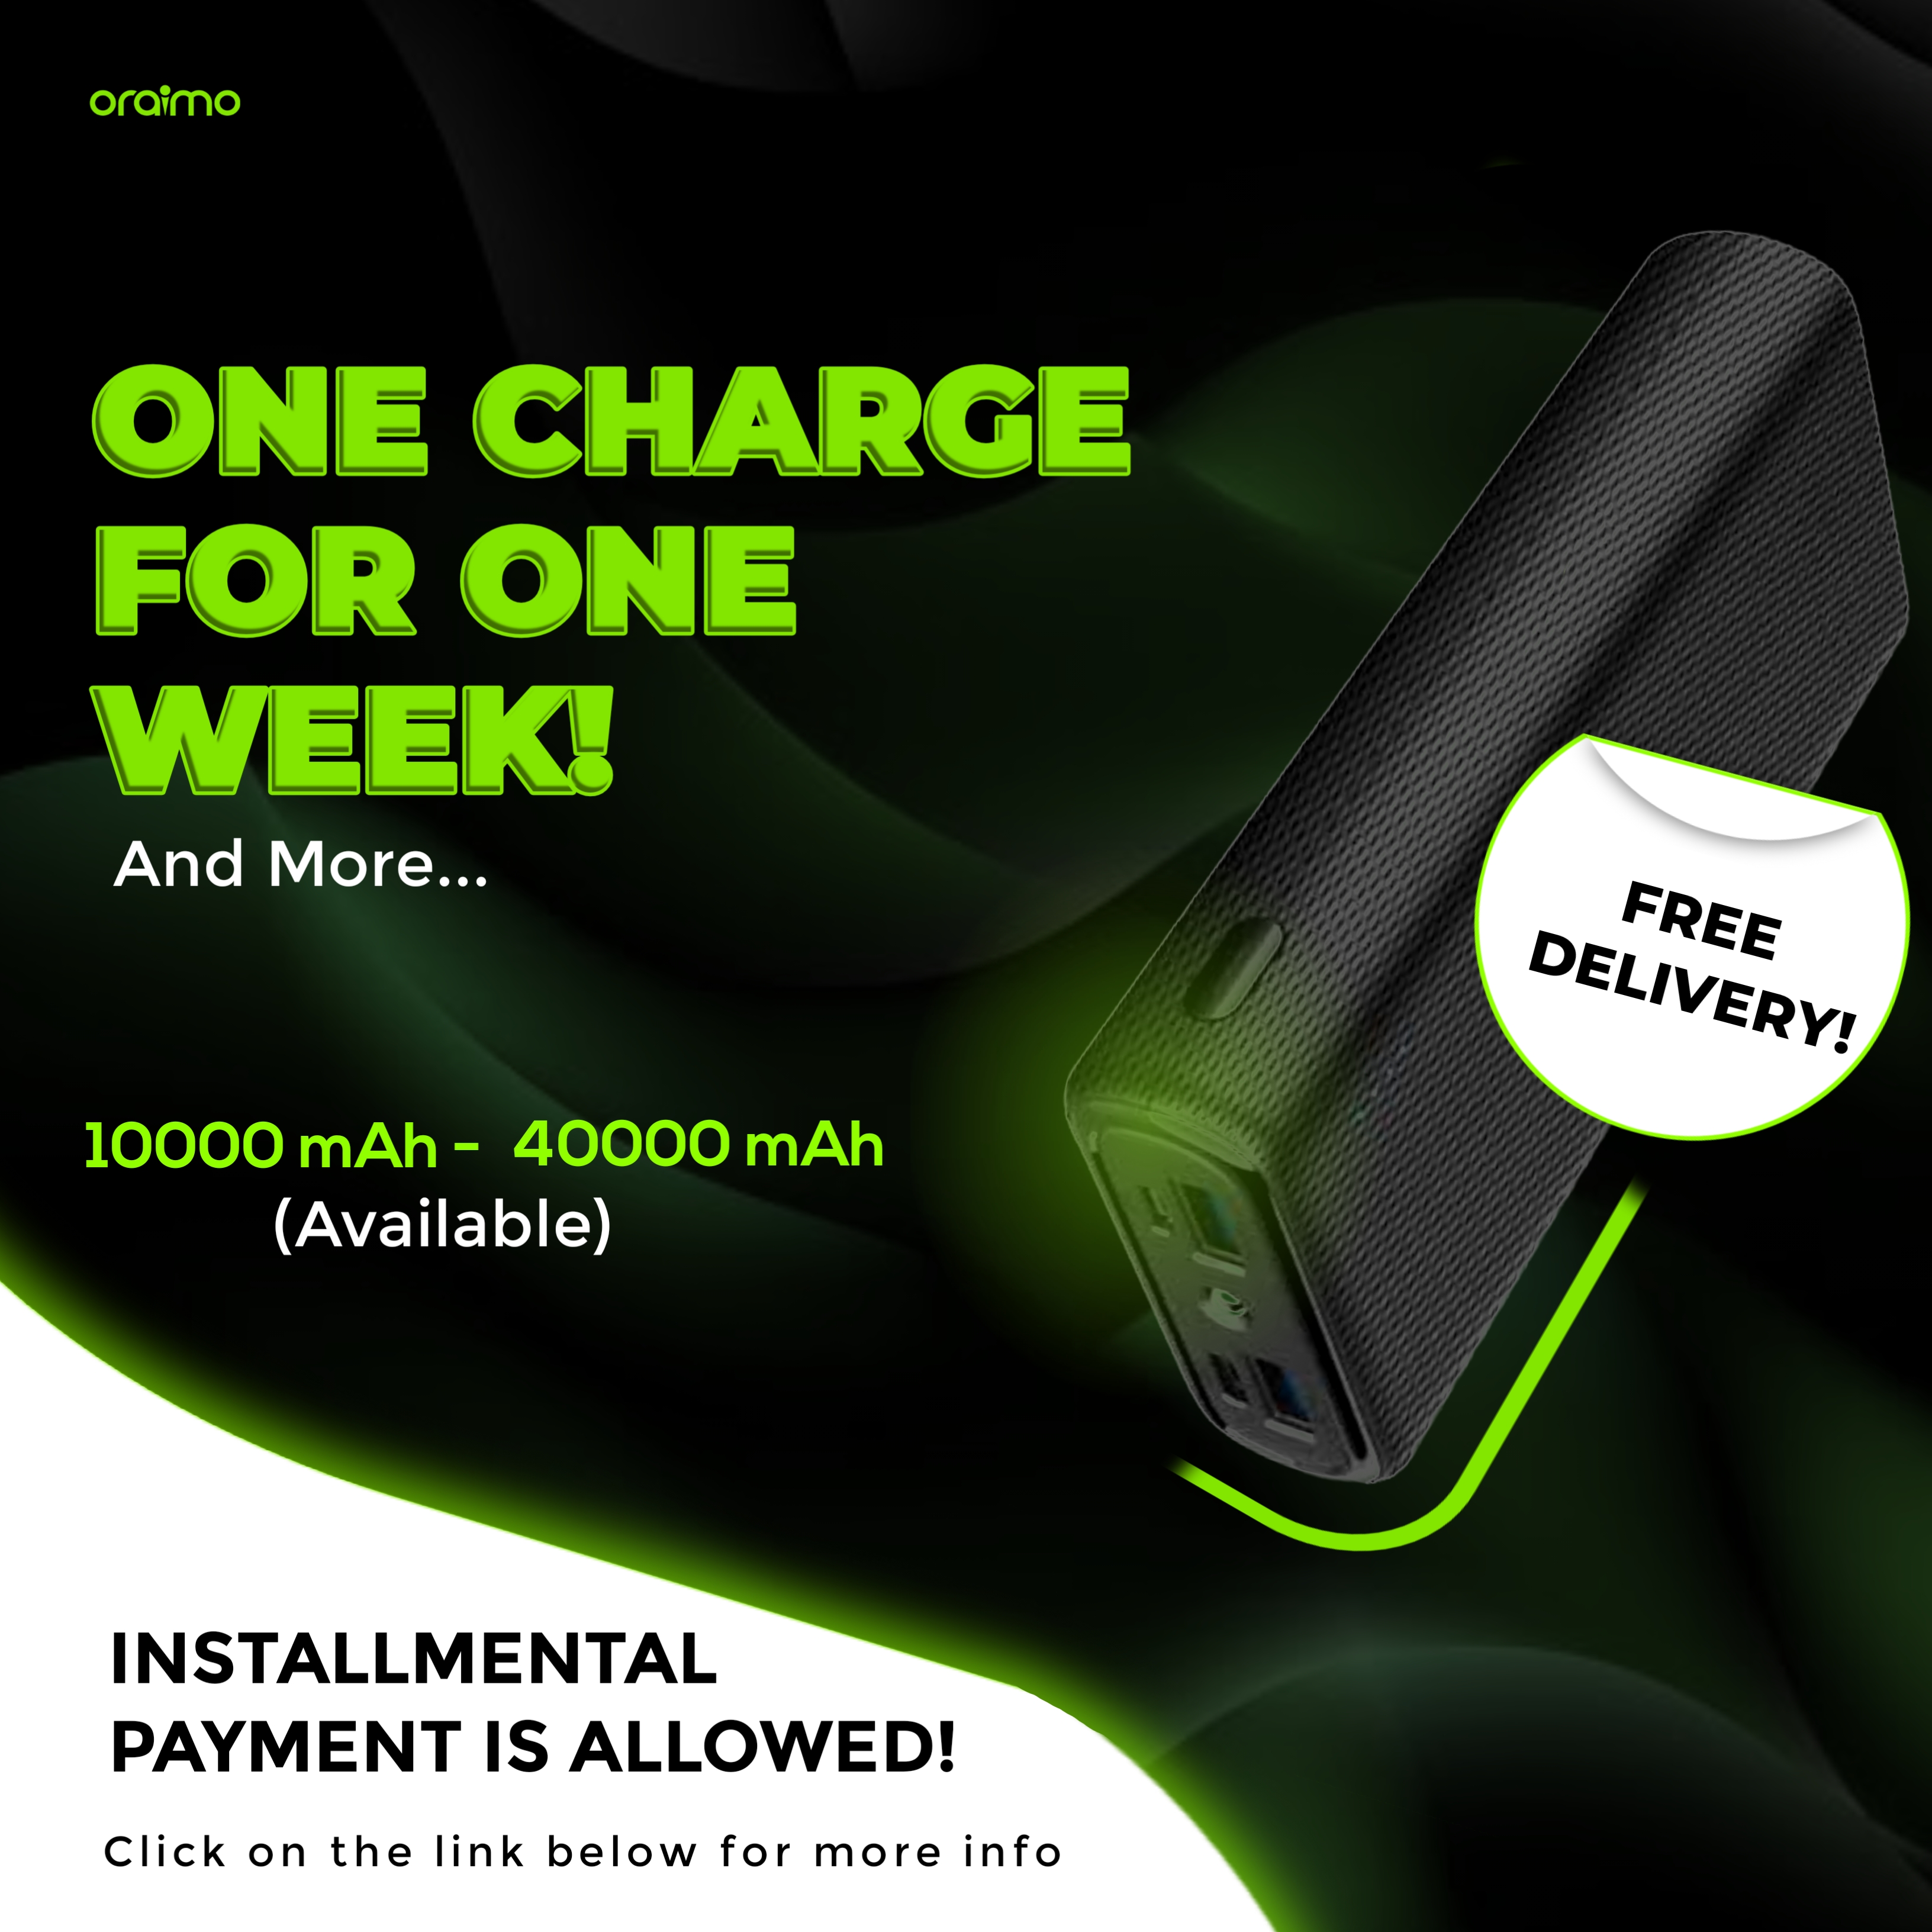 oraimo
ONE CHARGE
FOR ONE
WEEK!
And More...
FREE
DELIVERY!
10000 mAh - 40000 mAh
(Available)
INSTALLMENTAL
PAYMENT IS ALLOWED!
Click on the link below for more info